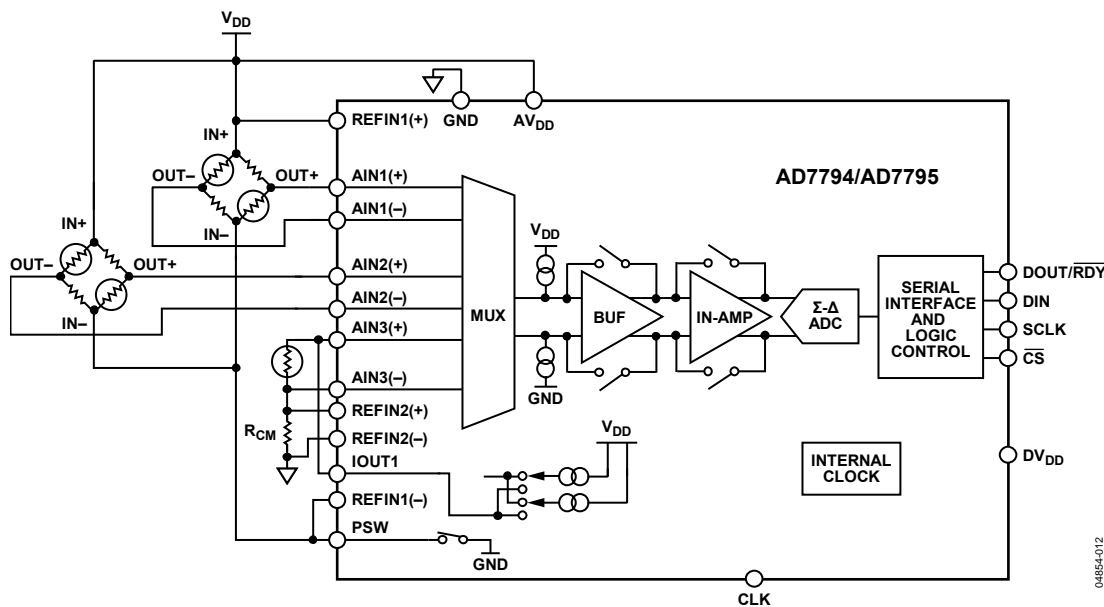 VDD
GND
AVDD
REFIN1(+)
IN+
OUT–
OUT+
IN–
AIN1(+)
AIN1(–)
AD7794/AD7795
IN+
OUT–
OUT+
IN–
AIN2(+)
AIN2(–)
AIN3(+)
AIN3(–)
REFIN2(+)
RCM
REFIN2(–)
IOUT1
REFIN1(–)
PSW
GND
MUX
VDD
GND
BUF
IN-AMP
Σ-Δ
ADC
SERIAL
INTERFACE
AND
LOGIC
CONTROL
DOUT/RDY
DIN
SCLK
CS
VDD
INTERNAL
CLOCK
DVDD
CLK
04854-012